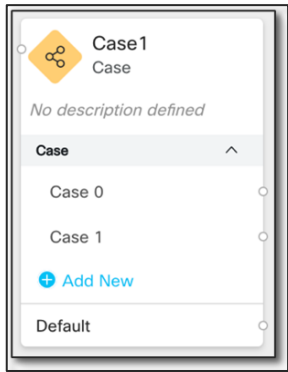 Case1
Case
No description defined
Case
Case 0
Case 1
Add New
Default